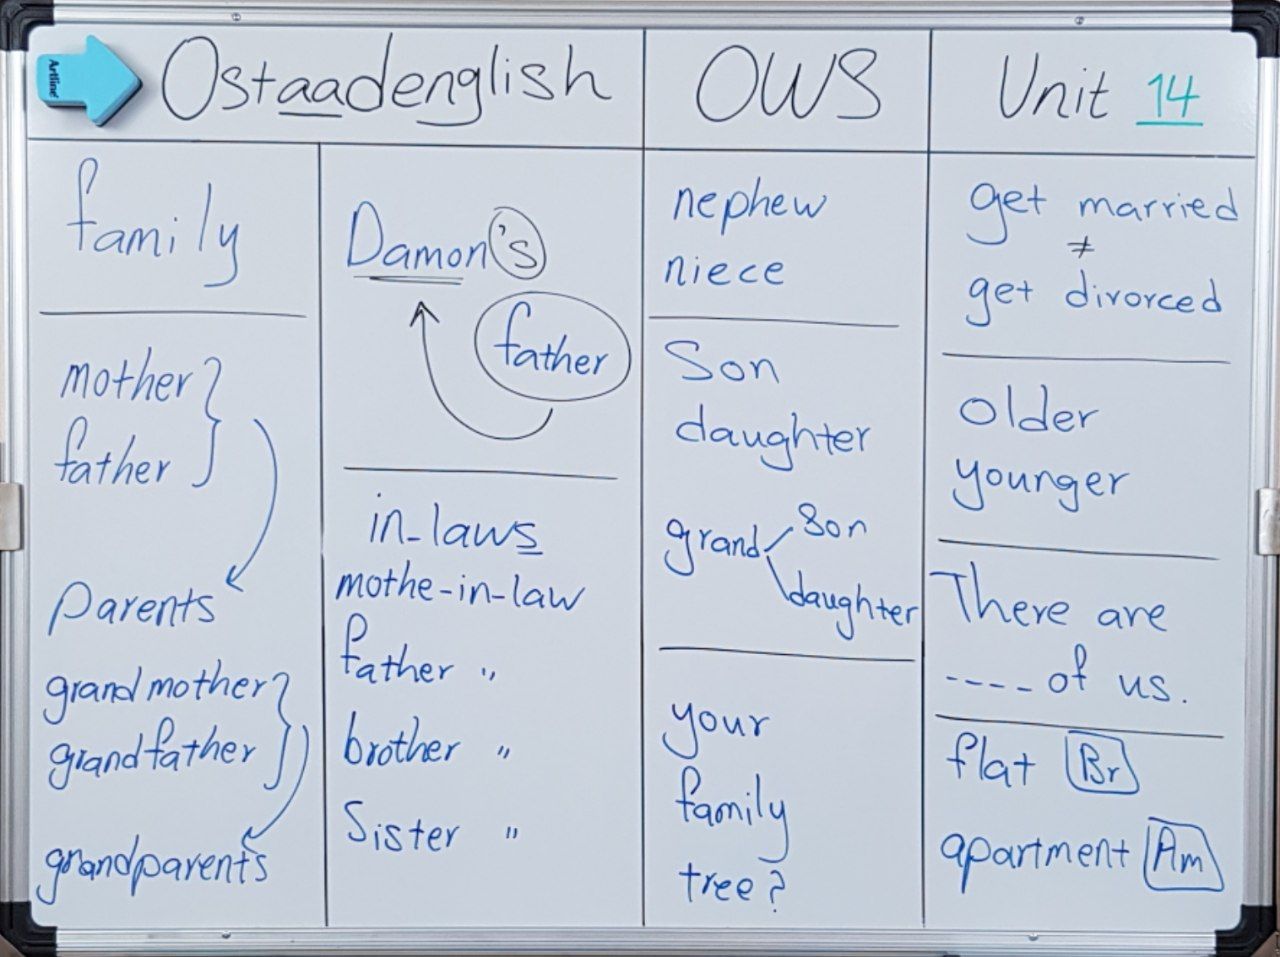 Artline
Ostaadenglish
OWS
Unit 14
family
mother
father
parents
grandmother
grandfather
grandparents
Damon's
father
in-laws
mothe-in-law
father "
brother "
Sister "
nephew
niece
Son
daughter
grand son
daughter
your
family
tree?
get married
≠
get divorced
older
younger
There are
---- of us.
flat Br
apartment Am